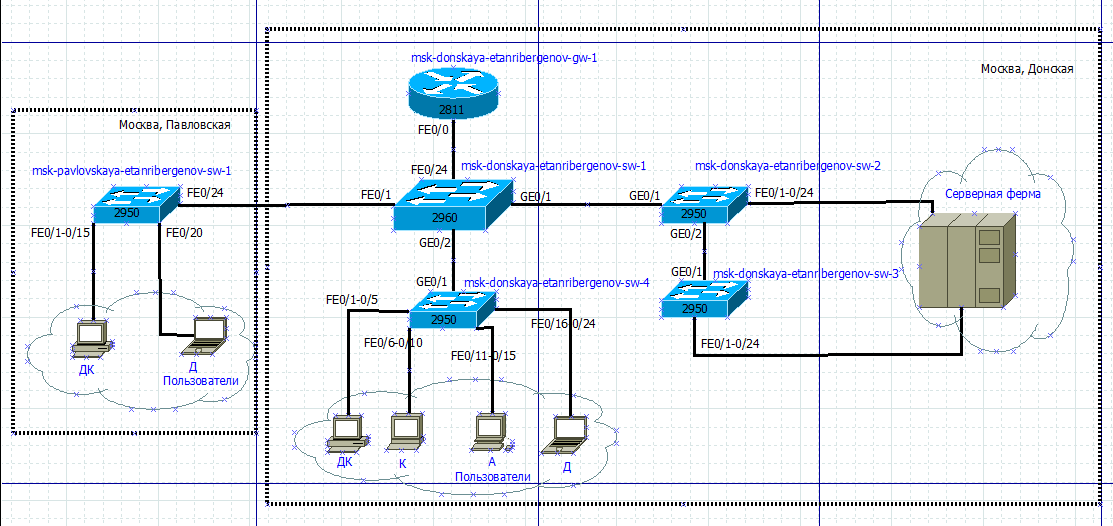 msk-donskaya-etanribergenov-gw-1
Москва, Донская
2811
Москва, Павловская
FE0/0
msk-pavlovskaya-etanribergenov-sw-1
FE0/24
msk-donskaya-etanribergenov-sw-1
msk-donskaya-etanribergenov-sw-2
FE0/24
FE0/1
GE0/1
GE0/1
FE0/1-0/24
Серверная ферма
2950
2960
2950
FE0/1-0/15
FE0/20
GE0/2
GE0/2
GE0/1
msk-donskaya-etanribergenov-sw-4
GE0/1
msk-donskaya-etanribergenov-sw-3
FE0/1-0/5
2950
FE0/16-0/24
2950
FE0/6-0/10
FE0/11-0/15
FE0/1-0/24
ДК
Д
Пользователи
ДК
К
А
Д
Пользователи